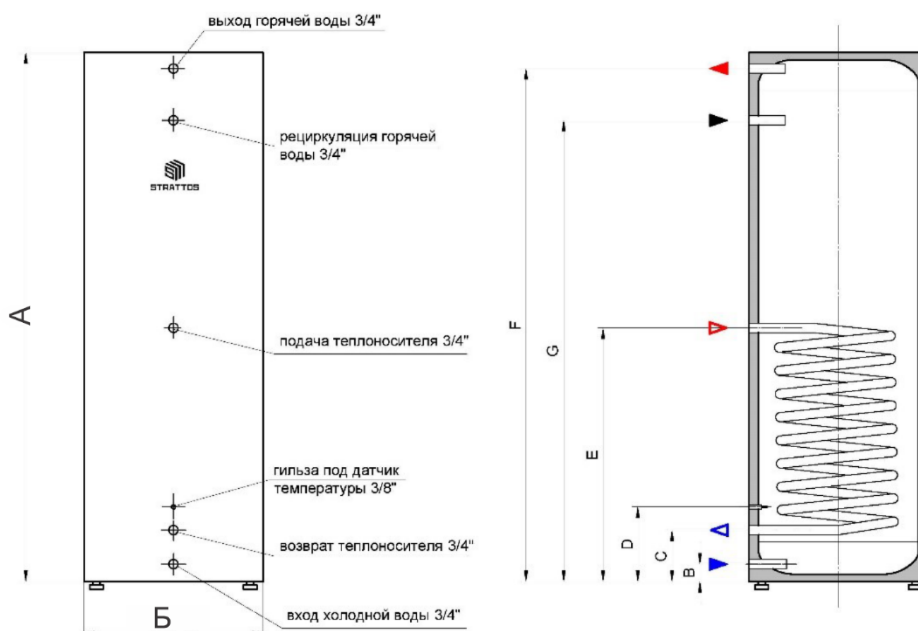 выход горячей воды 3/4"
рециркуляция горячей
воды 3/4"
STRATTOS
А
подача теплоносителя 3/4"
гильза под датчик
температуры 3/8"
возврат теплоносителя 3/4"
вход холодной воды 3/4"
Б
F
G
E
D
C
B